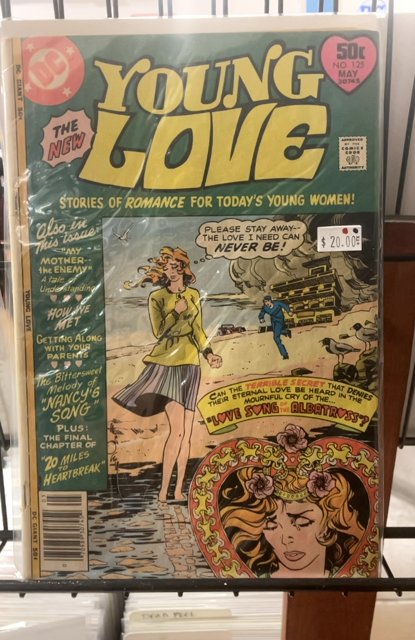 DC GIANT 50¢
DC
50¢
NO. 125
MAY
30745
YOUNG
THE
NEW
LOVE
APPROVED
BY THE
COMICS
CODE
AUTHORITY
STORIES OF ROMANCE FOR TODAY'S YOUNG WOMEN!
Also in
this issue:
"MY
MOTHER--
the ENEMY"
A tale of
Understanding
HOW WE
MET
GETTING ALONG
WITH YOUR
PARENTS
The Bittersweet
Melody of
"NANCY'S
SONG"
PLUS:
THE FINAL
CHAPTER OF
"20 MILES to
HEARTBREAK"
YOUNG LOVE
PLEASE STAY AWAY--
THE LOVE I NEED CAN
NEVER BE!
$20.00
CAN THE TERRIBLE SECRET THAT DENIES
THEIR ETERNAL LOVE BE HEARD IN THE
MOURNFUL CRY OF THE...
"LOVE SONG OF THE ALBATROSS"?
DC GIANT 50¢